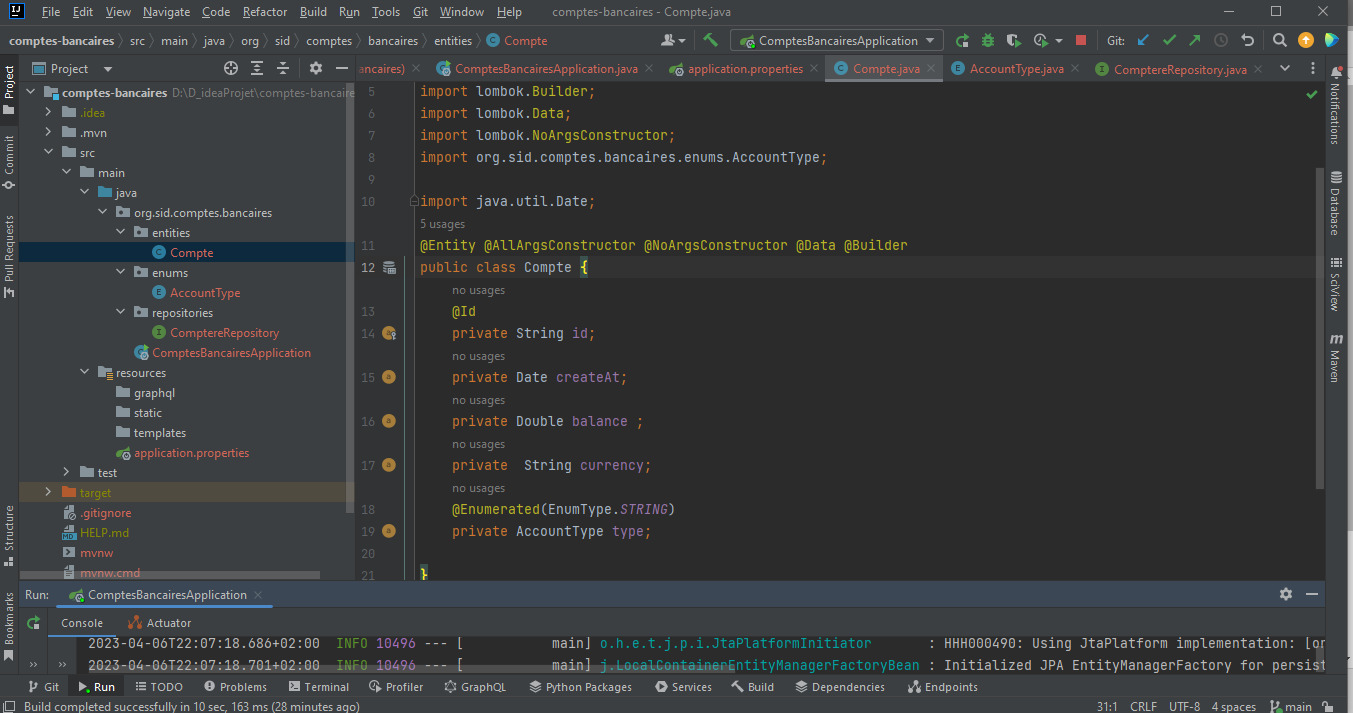 File Edit View Navigate Code Refactor Build Run Tools Git Window Help comptes-bancaires - Compte.java
comptes-bancaires src main java org sid comptes bancaires entities Compte ComptesBancairesApplication Git:
Project
ancaires) ComptesBancairesApplication.java application.properties Compte.java AccountType.java ComptereRepository.java
Project
Commit
Pull Requests
Structure
Bookmarks
comptes-bancaires D:\D_ideaProjet\comptes-bancaire
.idea
.mvn
src
main
java
org.sid.comptes.bancaires
entities
Compte
enums
AccountType
repositories
ComptereRepository
ComptesBancairesApplication
resources
graphql
static
templates
application.properties
test
target
.gitignore
HELP.md
mvnw
mvnw.cmd
5 import lombok.Builder;
6 import lombok.Data;
7 import lombok.NoArgsConstructor;
8 import org.sid.comptes.bancaires.enums.AccountType;
9
10 import java.util.Date;
5 usages
11 @Entity @AllArgsConstructor @NoArgsConstructor @Data @Builder
12 public class Compte {
no usages
13 @Id
14 private String id;
no usages
15 private Date createAt;
no usages
16 private Double balance ;
no usages
17 private  String currency;
no usages
18 @Enumerated(EnumType.STRING)
19 private AccountType type;
20
21 }
Notifications
Database
SciView
Maven
Run: ComptesBancairesApplication
Console Actuator
2023-04-06T22:07:18.686+02:00 INFO 10496 --- [ main] o.h.e.t.j.p.i.JtaPlatformInitiator : HHH000490: Using JtaPlatform implementation: [or
2023-04-06T22:07:18.701+02:00 INFO 10496 --- [ main] j.LocalContainerEntityManagerFactoryBean : Initialized JPA EntityManagerFactory for persist
Git Run TODO Problems Terminal Profiler GraphQL Python Packages Services Build Dependencies Endpoints
Build completed successfully in 10 sec, 163 ms (28 minutes ago) 31:1 CRLF UTF-8 4 spaces main